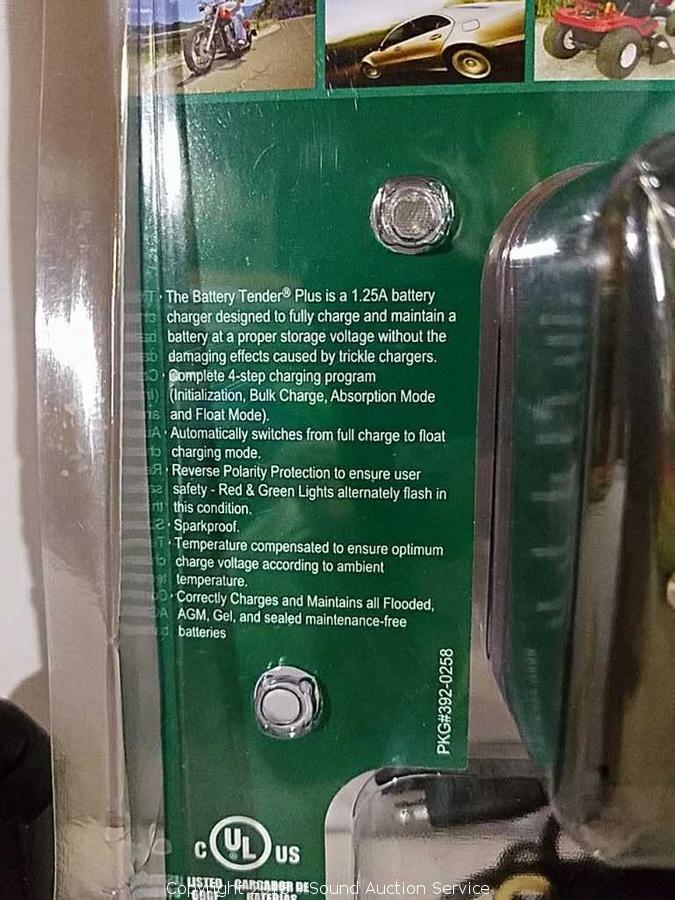 · The Battery Tender® Plus is a 1.25A battery
charger designed to fully charge and maintain a
battery at a proper storage voltage without the
damaging effects caused by trickle chargers.
· Complete 4-step charging program
(Initialization, Bulk Charge, Absorption Mode
and Float Mode).
· Automatically switches from full charge to float
charging mode.
· Reverse Polarity Protection to ensure user
safety - Red & Green Lights alternately flash in
this condition.
· Sparkproof.
· Temperature compensated to ensure optimum
charge voltage according to ambient
temperature.
· Correctly Charges and Maintains all Flooded,
AGM, Gel, and sealed maintenance-free
batteries
PKG#392-0258
C UL US
LISTED CARGADOR DE
Sound Auction Service